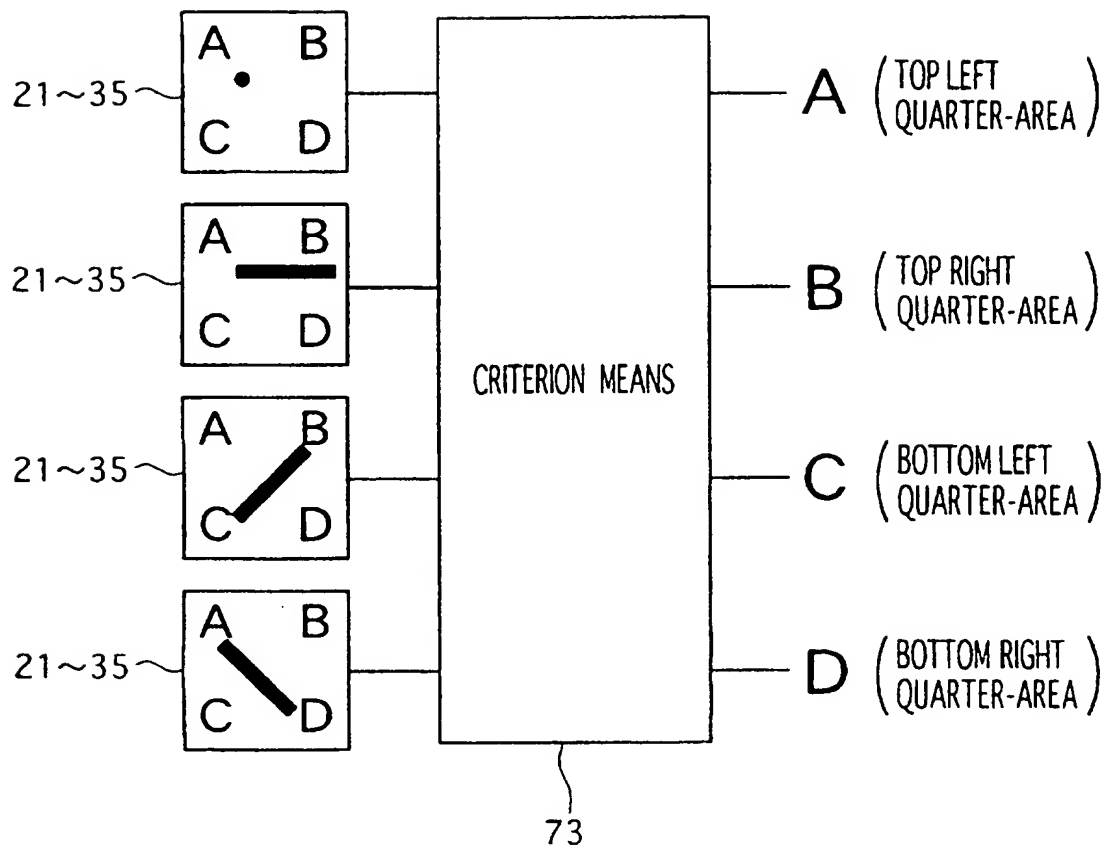 A B
21~35
C D
A ( TOP LEFT
QUARTER-AREA )
A B
21~35
C D
B ( TOP RIGHT
QUARTER-AREA )
CRITERION MEANS
A B
21~35
C D
C ( BOTTOM LEFT
QUARTER-AREA )
A B
21~35
C D
D ( BOTTOM RIGHT
QUARTER-AREA )
73